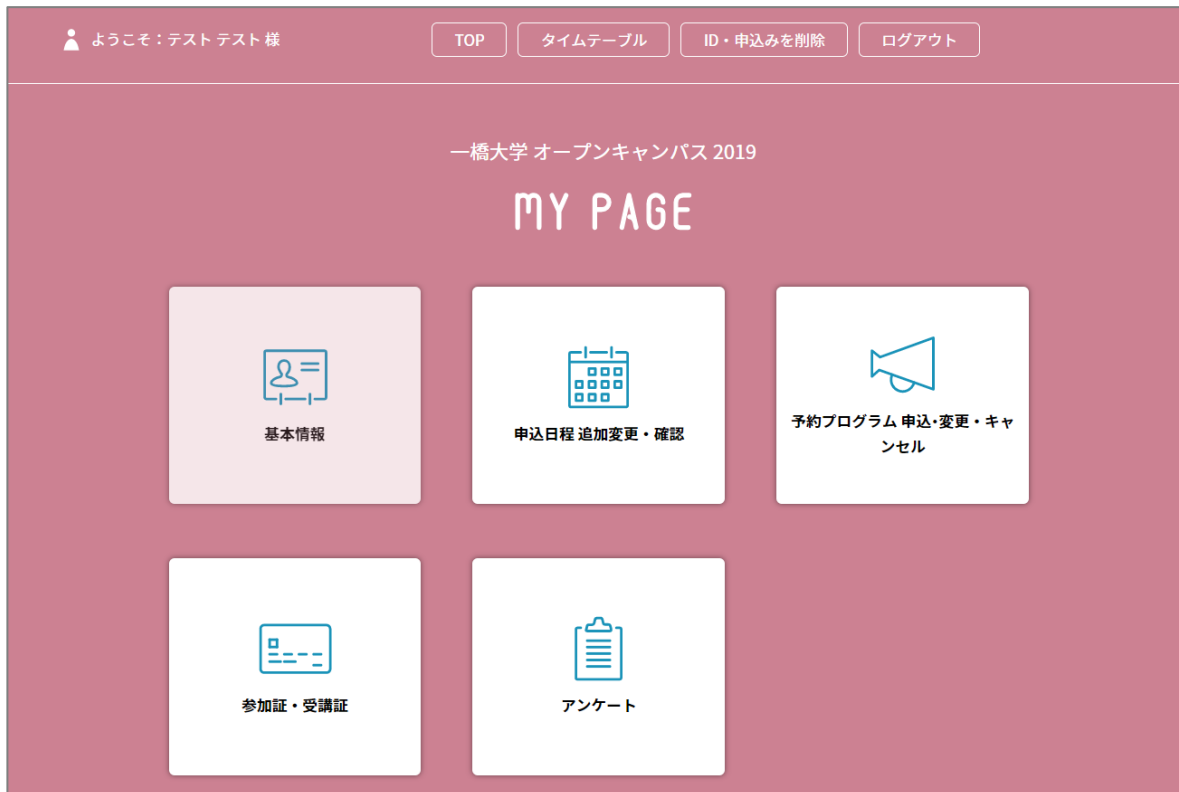 ようこそ：テスト テスト 様
TOP
タイムテーブル
ID・申込みを削除
ログアウト
一橋大学 オープンキャンパス 2019
MY PAGE
基本情報
申込日程 追加変更・確認
予約プログラム 申込・変更・キャ
ンセル
参加証・受講証
アンケート